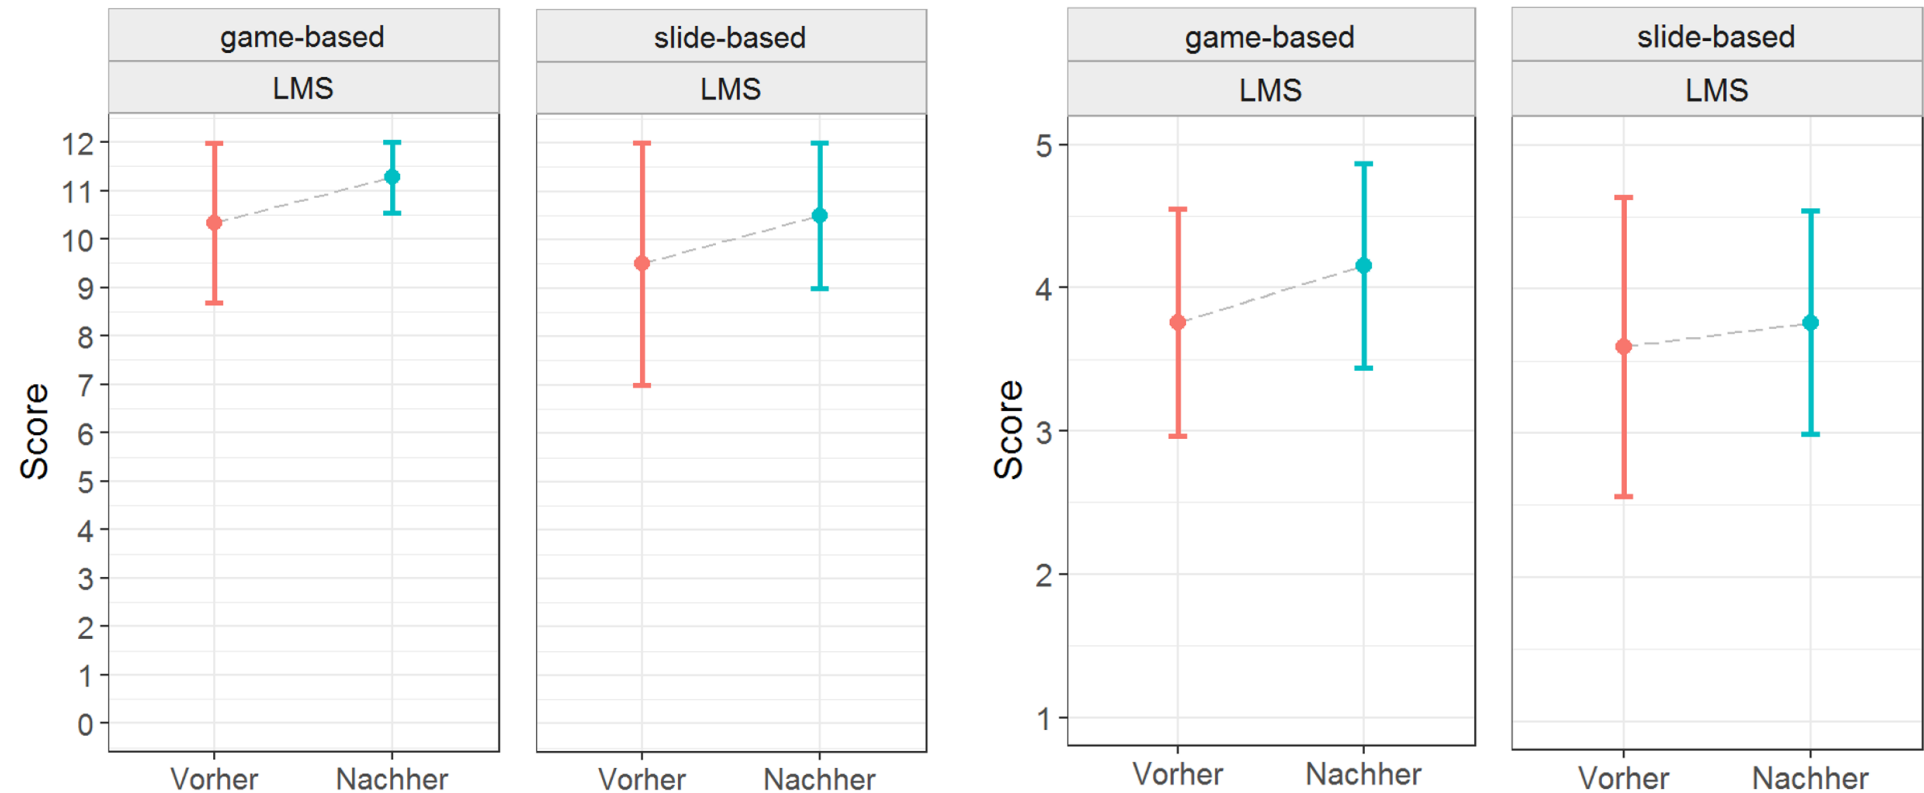 game-based
LMS
slide-based
LMS
Score
12
11
10
9
8
7
6
5
4
3
2
1
0
Vorher Nachher
Vorher Nachher
game-based
LMS
slide-based
LMS
Score
5
4
3
2
1
Vorher Nachher
Vorher Nachher